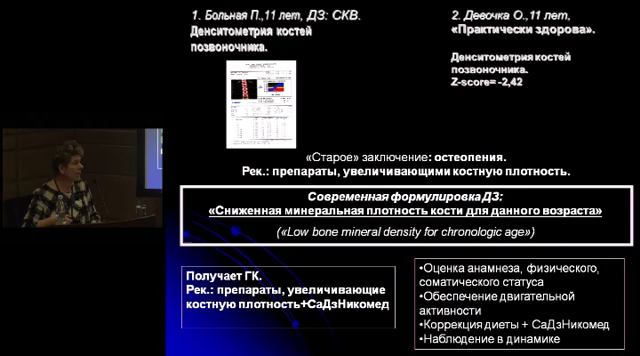 1. Больная П.,11 лет, ДЗ: СКВ.
Денситометрия костей
позвоночника.
2. Девочка О.,11 лет,
«Практически здорова».
Денситометрия костей
позвоночника.
Z-score= -2,42
«Старое» заключение: остеопения.
Рек.: препараты, увеличивающими костную плотность.
Современная формулировка ДЗ:
«Сниженная минеральная плотность кости для данного возраста»
(«Low bone mineral density for chronologic age»)
Получает ГК.
Рек.: препараты, увеличивающие
костную плотность+СаДзНикомед
•Оценка анамнеза, физического,
соматического статуса
•Обеспечение двигательной
активности
•Коррекция диеты + СаДзНикомед
•Наблюдение в динамике